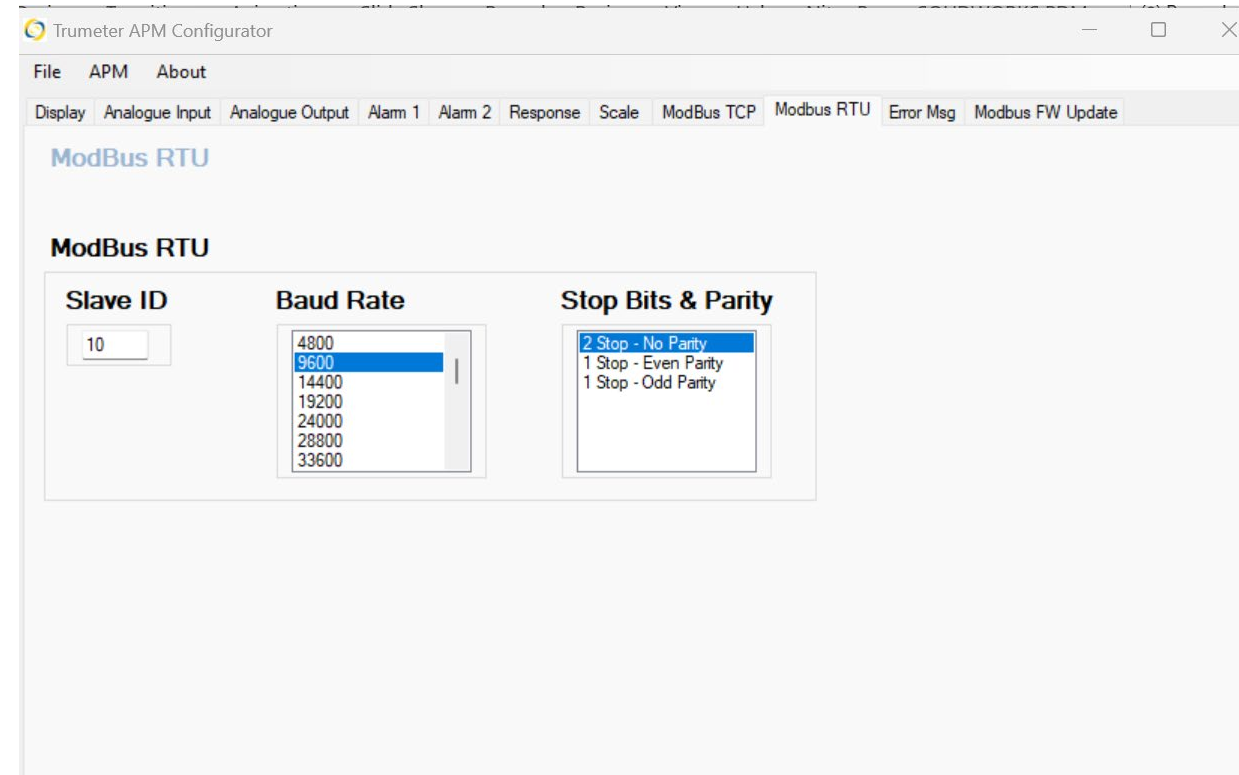 Trumeter APM Configurator
File APM About
Display Analogue Input Analogue Output Alarm 1 Alarm 2 Response Scale ModBus TCP Modbus RTU Error Msg Modbus FW Update
ModBus RTU
ModBus RTU
Slave ID Baud Rate Stop Bits & Parity
10
4800
9600
14400
19200
24000
28800
33600
2 Stop - No Parity
1 Stop - Even Parity
1 Stop - Odd Parity